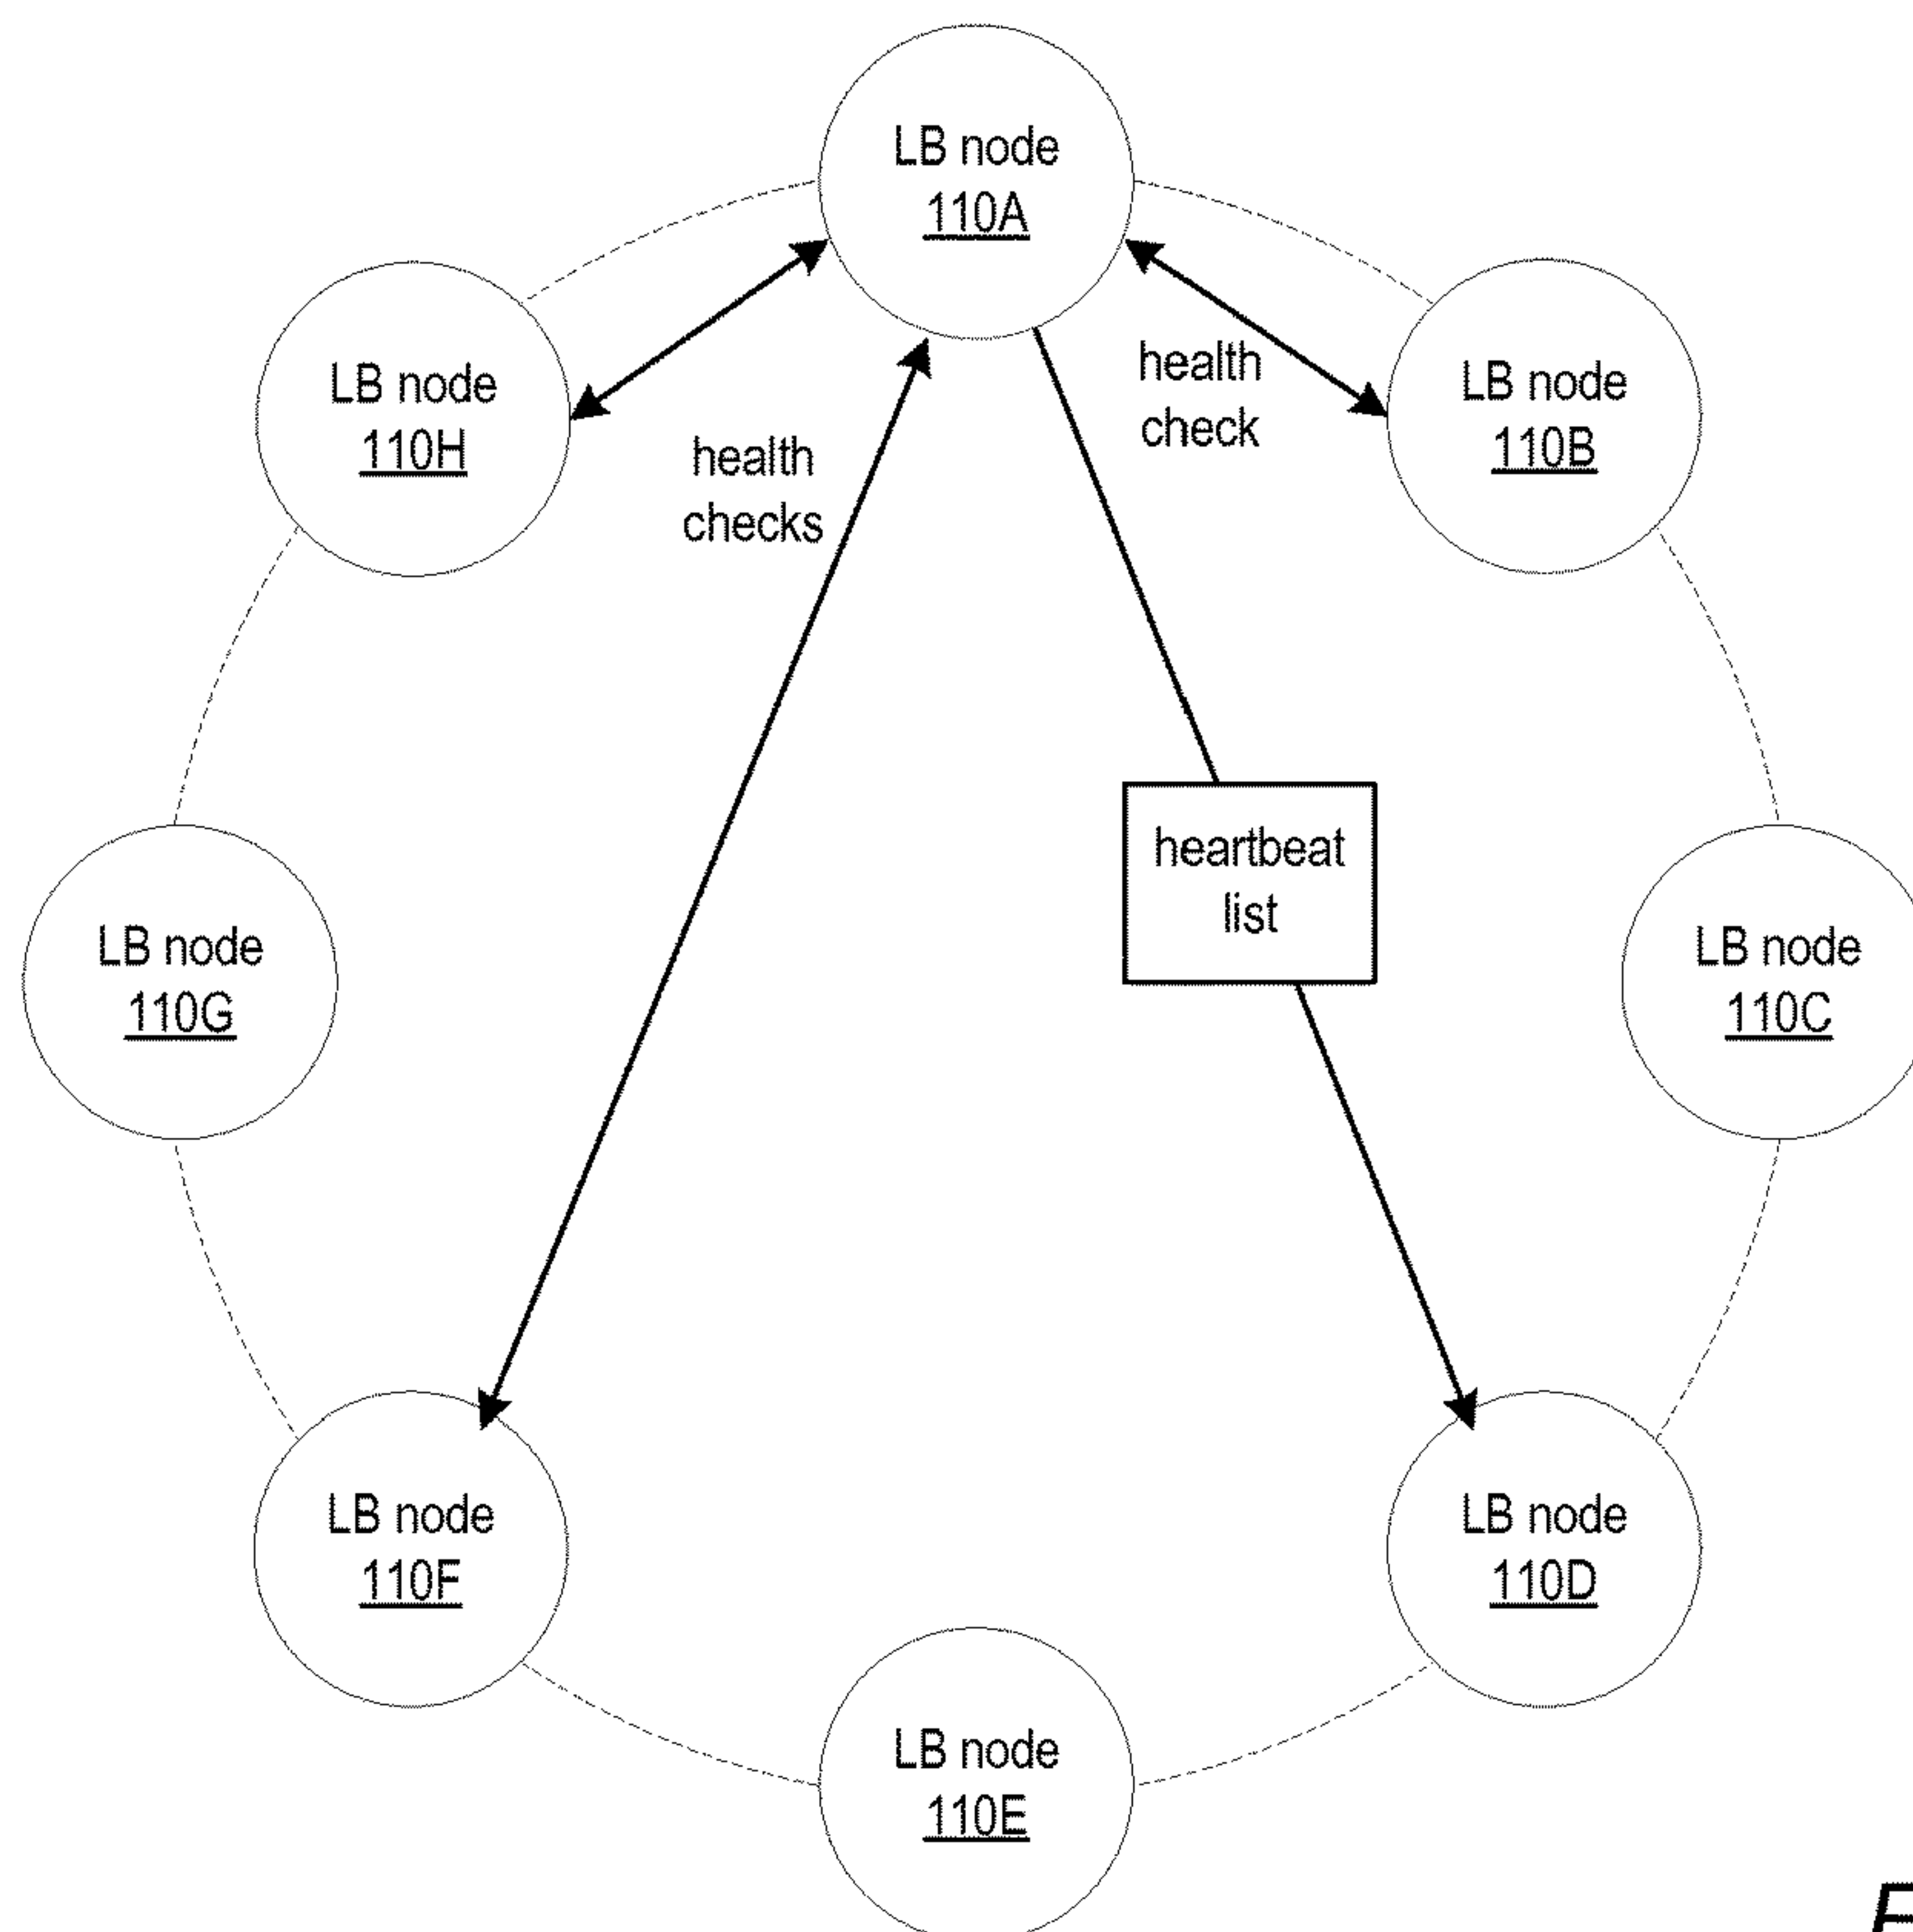 LB node
110A
LB node
110H
health
check
LB node
110B
health
checks
heartbeat
list
LB node
110G
LB node
110C
LB node
110F
LB node
110D
LB node
110E